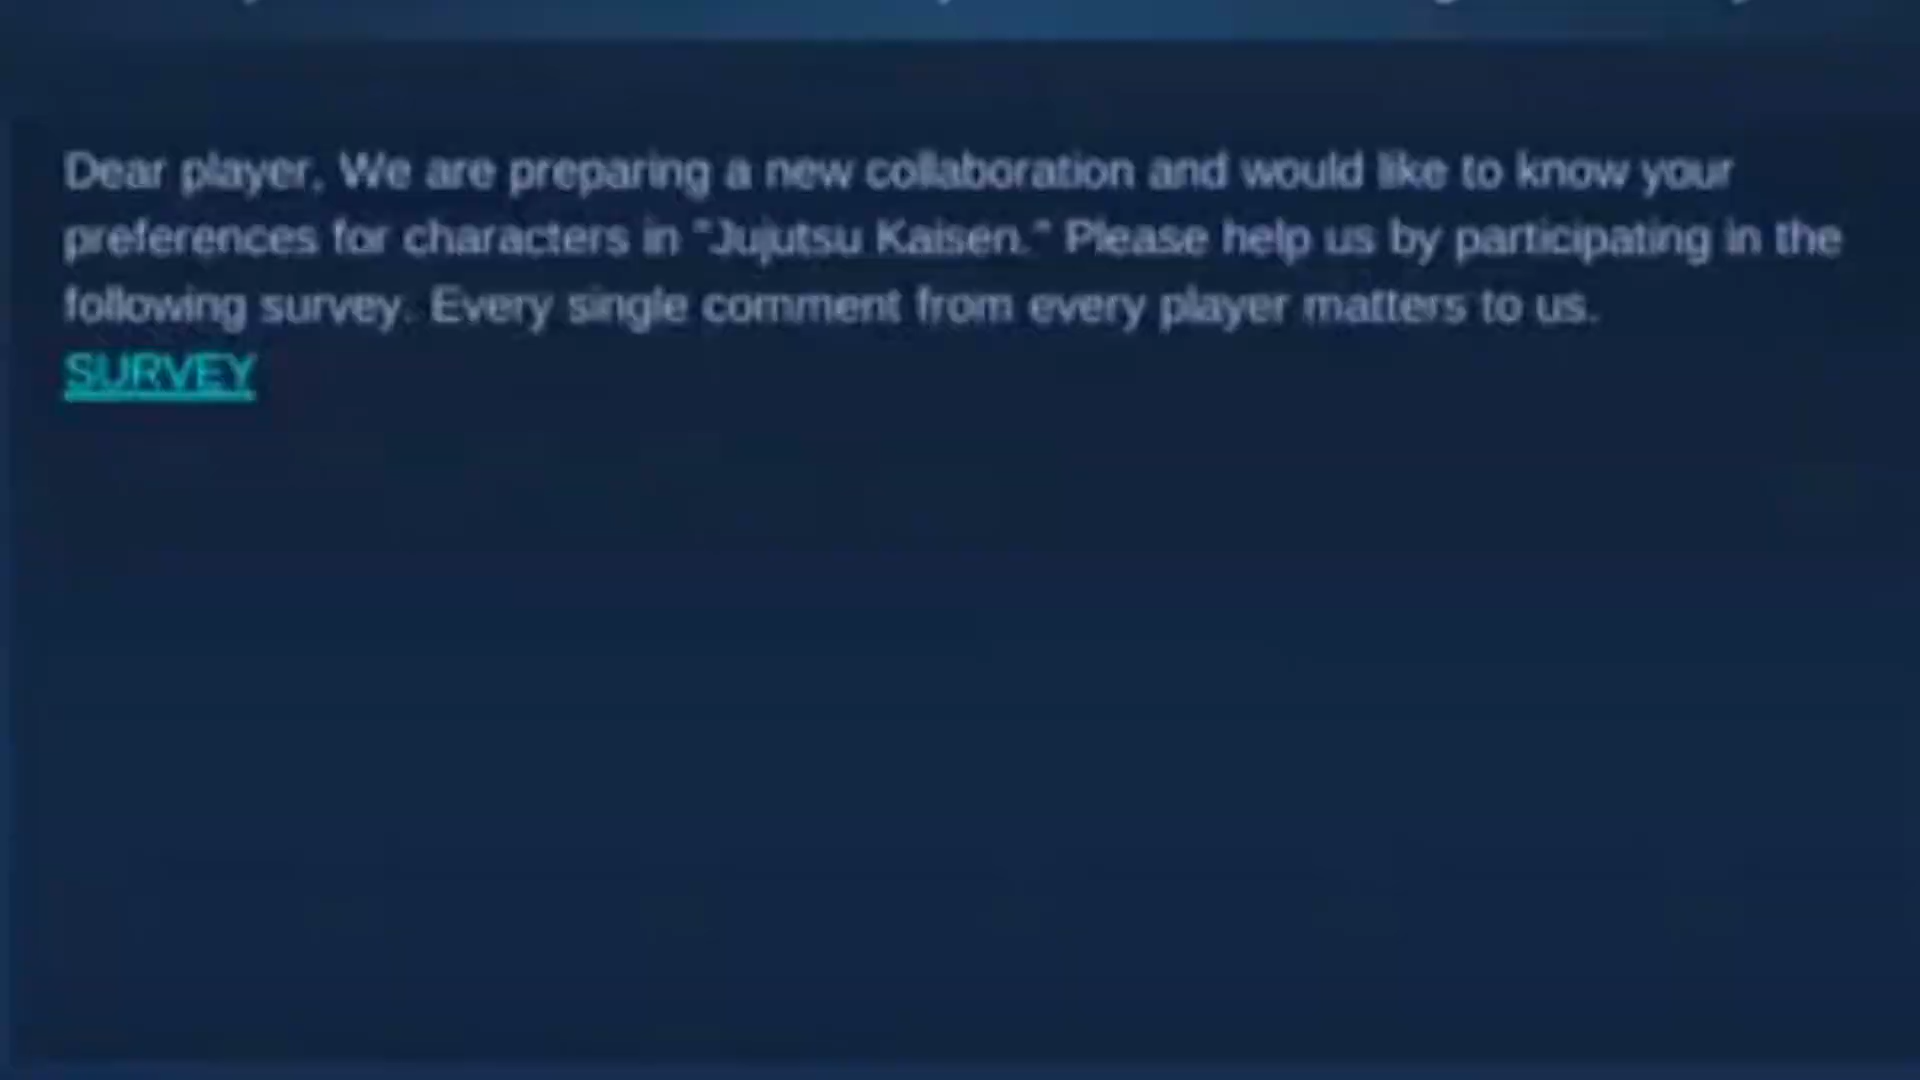 Dear player, We are preparing a new collaboration and would like to know your
preferences for characters in "Jujutsu Kaisen." Please help us by participating in the
following survey. Every single comment from every player matters to us.
SURVEY